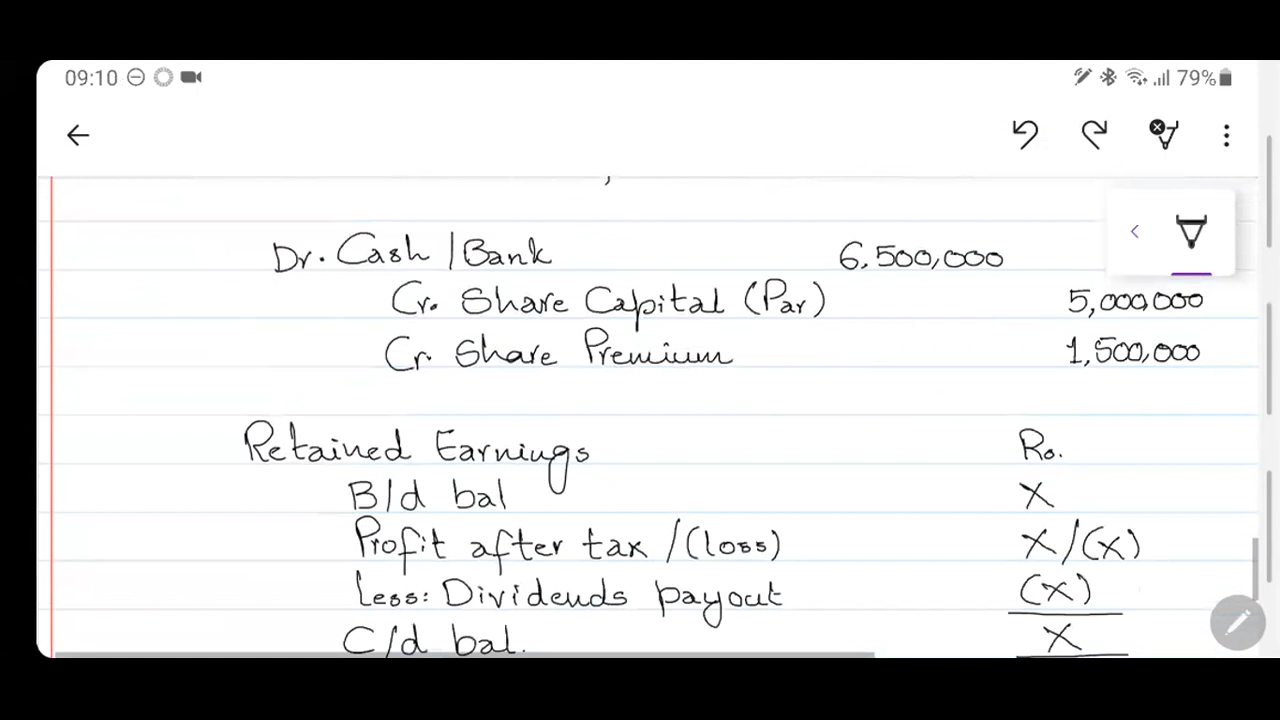 09:10 79%
Dr. Cash / Bank 6,500,000
Cr. Share Capital (Par) 5,000,000
Cr. Share Premium 1,500,000
Retained Earnings Ro.
B/d bal X
Profit after tax /(loss) X/(X)
Less: Dividends payout (X)
C/d bal. X